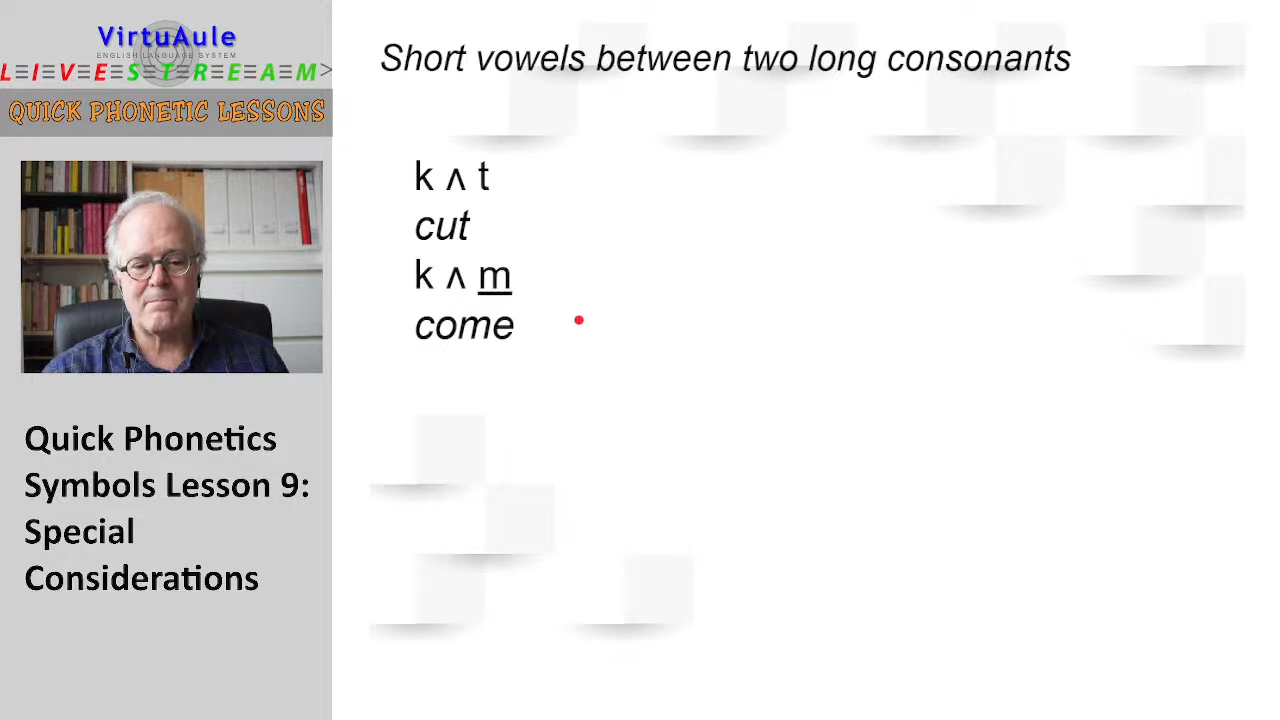 VirtuAule
ENGLISH LANGUAGE SYSTEM
L≡I≡V≡E≡S≡T≡R≡E≡A≡M≡>
QUICK PHONETIC LESSONS
Quick Phonetics
Symbols Lesson 9:
Special
Considerations
Short vowels between two long consonants
k ʌ t
cut
k ʌ m
come